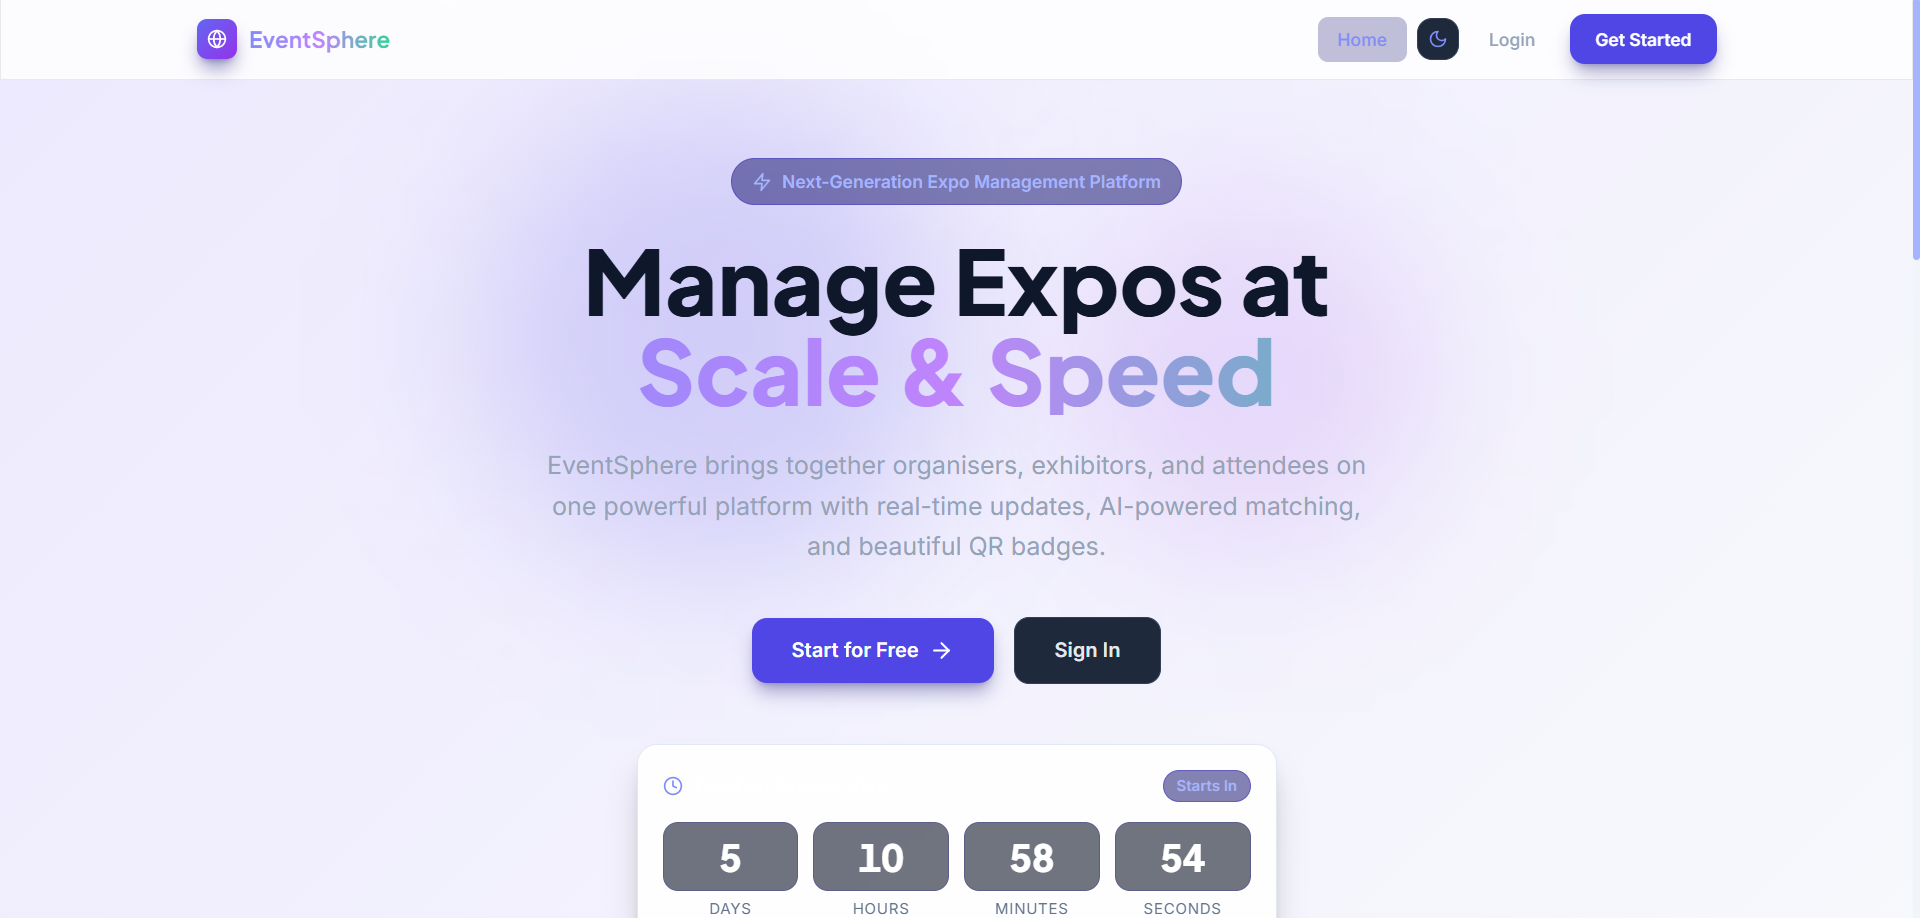 EventSphere
Home
Login
Get Started
Next-Generation Expo Management Platform
Manage Expos at
Scale & Speed
EventSphere brings together organisers, exhibitors, and attendees on
one powerful platform with real-time updates, AI-powered matching,
and beautiful QR badges.
Start for Free
Sign In
Starts In
5
10
58
54
DAYS
HOURS
MINUTES
SECONDS